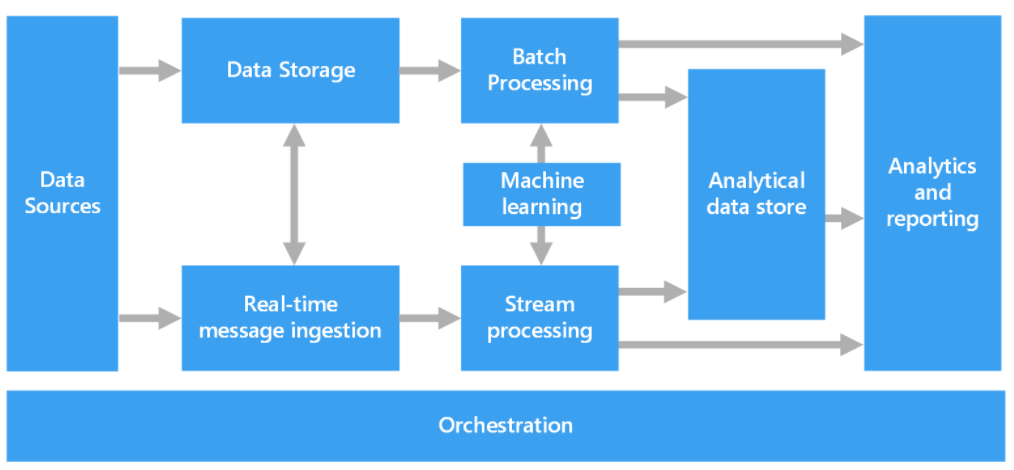 Data
Sources
Data Storage
Real-time
message ingestion
Batch
Processing
Machine
learning
Stream
processing
Analytical
data store
Analytics
and
reporting
Orchestration